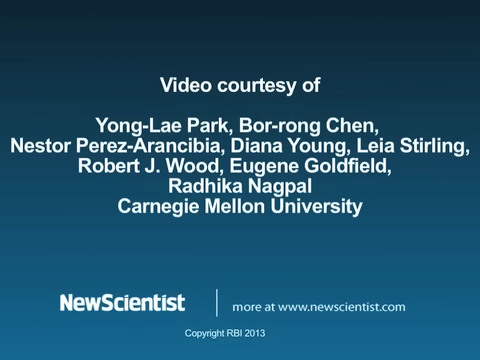 Video courtesy of
Yong-Lae Park, Bor-rong Chen,
Nestor Perez-Arancibia, Diana Young, Leia Stirling,
Robert J. Wood, Eugene Goldfield,
Radhika Nagpal
Carnegie Mellon University
NewScientist
more at www.newscientist.com
Copyright RBI 2013